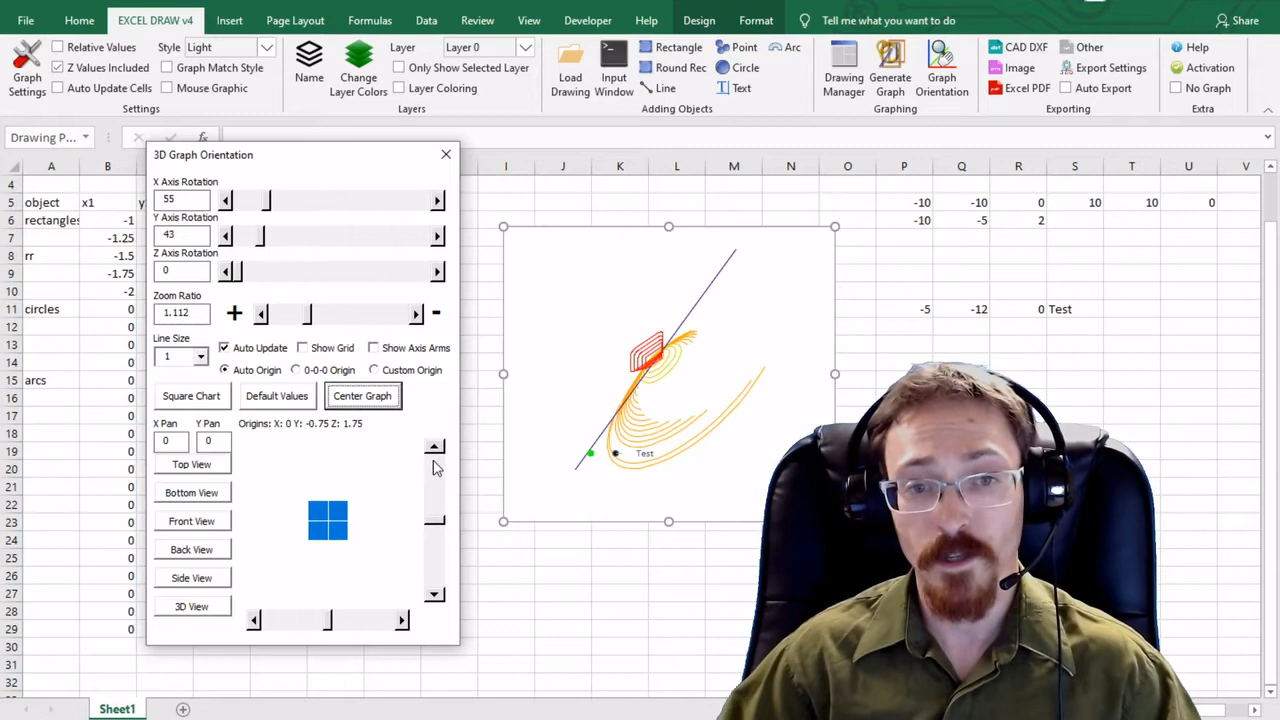 File Home EXCEL DRAW v4 Insert Page Layout Formulas Data Review View Developer Help Design Format Tell me what you want to do Share
Graph Settings
Relative Values
Z Values Included
Auto Update Cells
Style Light
Graph Match Style
Mouse Graphic
Settings
Name
Change Layer Colors
Layer Layer 0
Only Show Selected Layer
Layer Coloring
Layers
Load Drawing
Input Window
Rectangle
Round Rec
Line
Point
Circle
Text
Arc
Adding Objects
Drawing Manager
Generate Graph
Graph Orientation
Graphing
CAD DXF
Image
Excel PDF
Other
Export Settings
Auto Export
Exporting
Help
Activation
No Graph
Extra
Drawing P...
fx
A B I J K L M N O P Q R S T U V
4
5 object x1 y -10 -10 0 10 10 0
6 rectangles -1 -10 -5 2
7 -1.25
8 rr -1.5
9 -1.75
10 -2
11 circles 0 -5 -12 0 Test
12 0
13 0
14 0
15 arcs 0
16 0
17 0
18 0
19 0
20 0
21 0
22 0
23 0
24 0
25 0
26 0
27 0
28 0
29 0
30
31
32
3D Graph Orientation
X Axis Rotation
55
Y Axis Rotation
43
Z Axis Rotation
0
Zoom Ratio
1.112 + -
Line Size
1 Auto Update Show Grid Show Axis Arms
Auto Origin 0-0-0 Origin Custom Origin
Square Chart Default Values Center Graph
X Pan Y Pan Origins: X: 0 Y: -0.75 Z: 1.75
0 0
Top View
Bottom View
Front View
Back View
Side View
3D View
Test
Sheet1